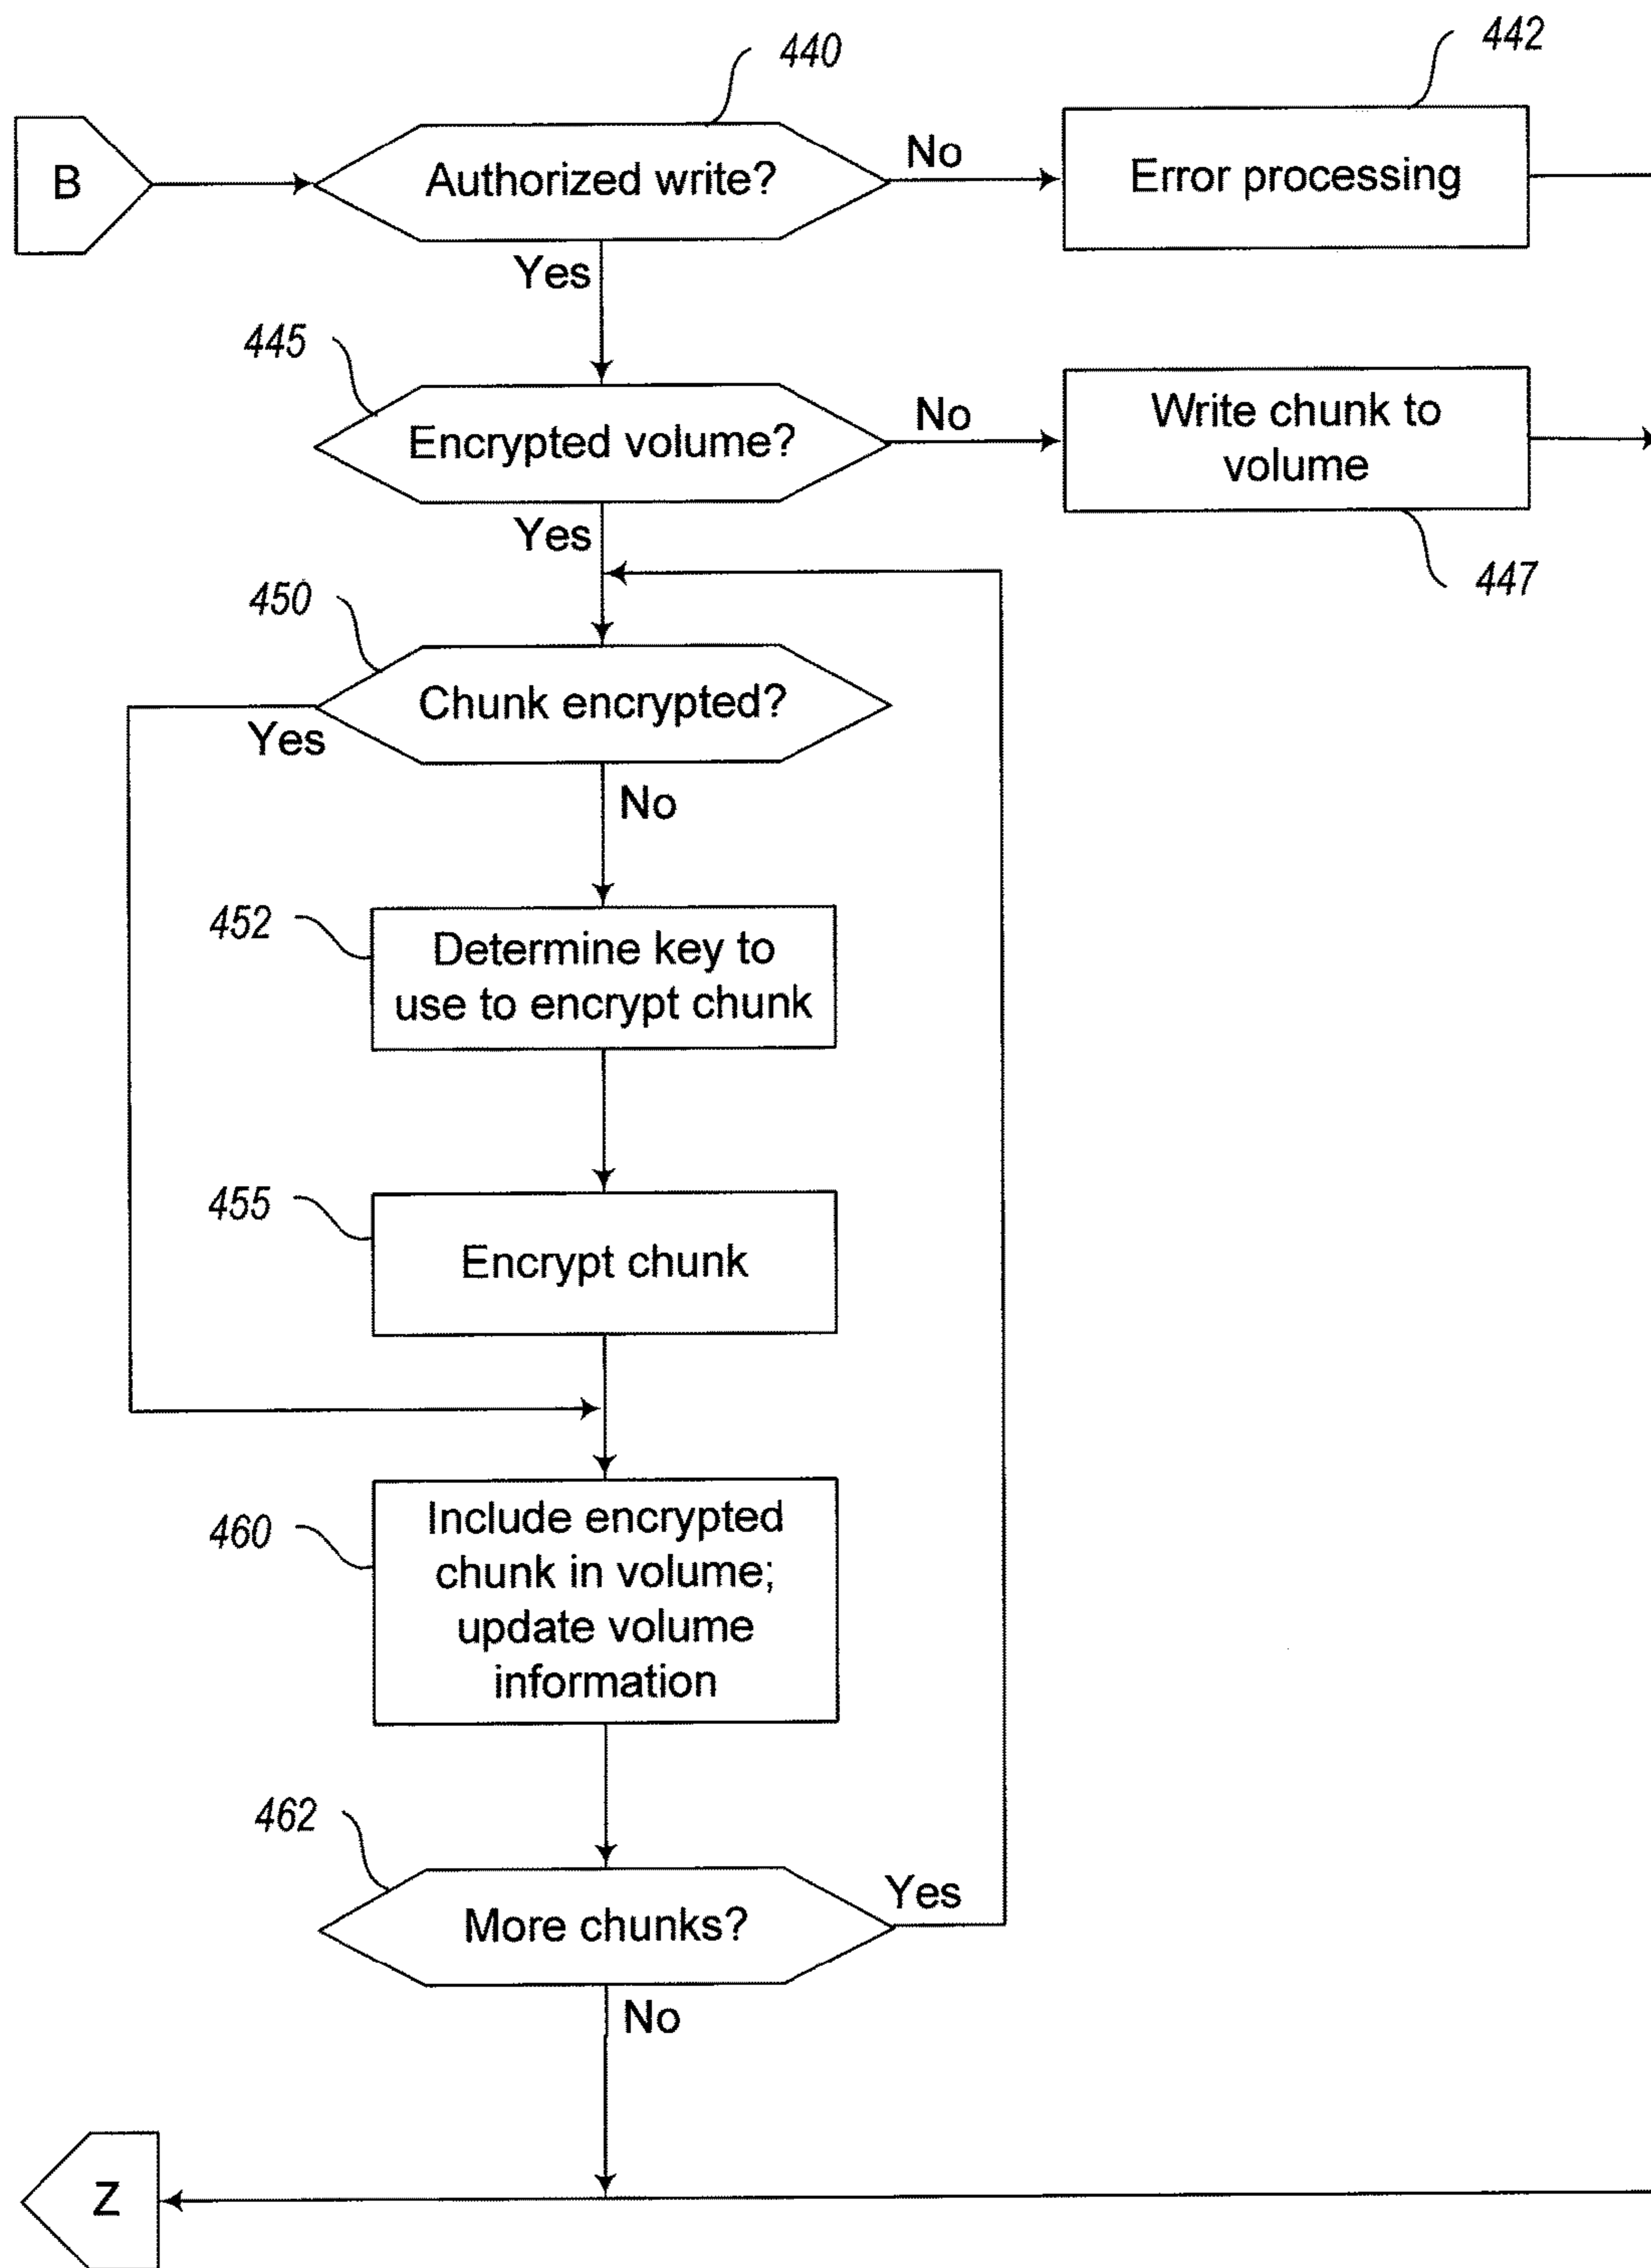 440
442
B
Authorized write?
No
Error processing
Yes
445
Encrypted volume?
No
Write chunk to
volume
Yes
447
450
Chunk encrypted?
Yes
No
452
Determine key to
use to encrypt chunk
455
Encrypt chunk
460
Include encrypted
chunk in volume;
update volume
information
462
More chunks?
Yes
No
Z